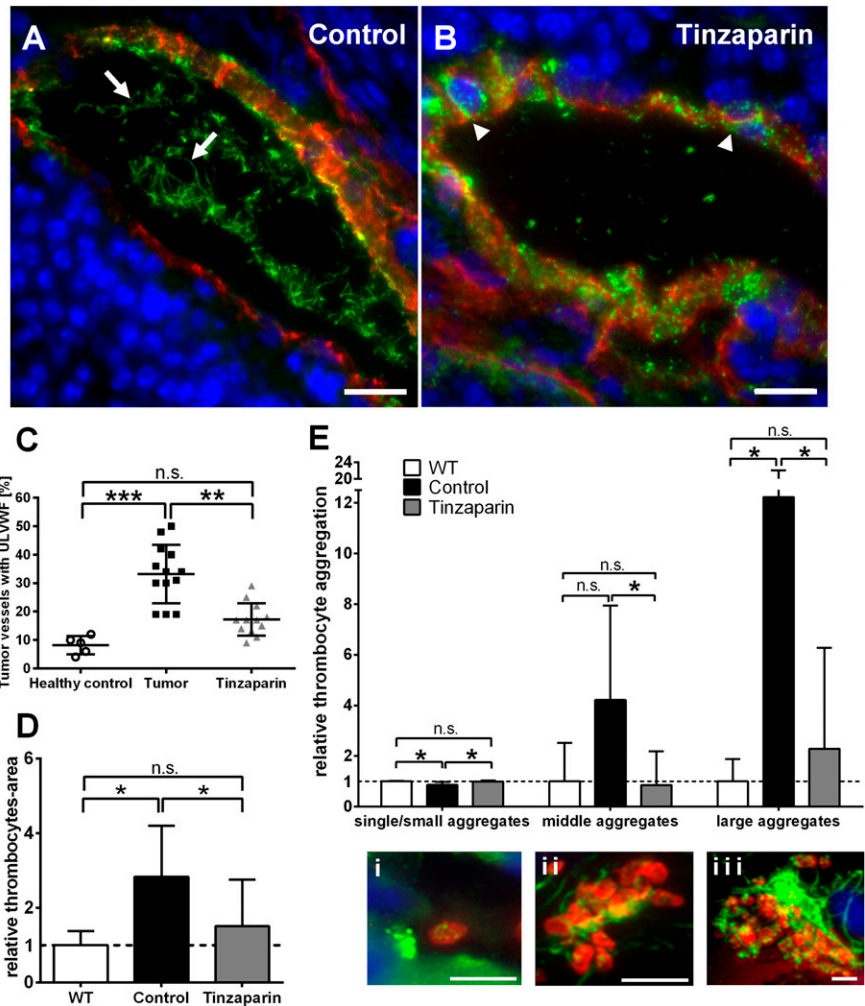 A
Control
B
Tinzaparin
C
Tumor vessels with ULVWF [%]
60
50
40
30
20
10
0
n.s.
***
**
Healthy control
Tumor
Tinzaparin
D
relative thrombocytes-area
6
4
2
1
0
n.s.
*
*
WT
Control
Tinzaparin
E
relative thrombocyte aggregation
24
20
12
10
8
6
4
2
1
0
WT
Control
Tinzaparin
n.s.
*
*
n.s.
n.s.
*
n.s.
*
*
single/small aggregates
middle aggregates
large aggregates
i
ii
iii